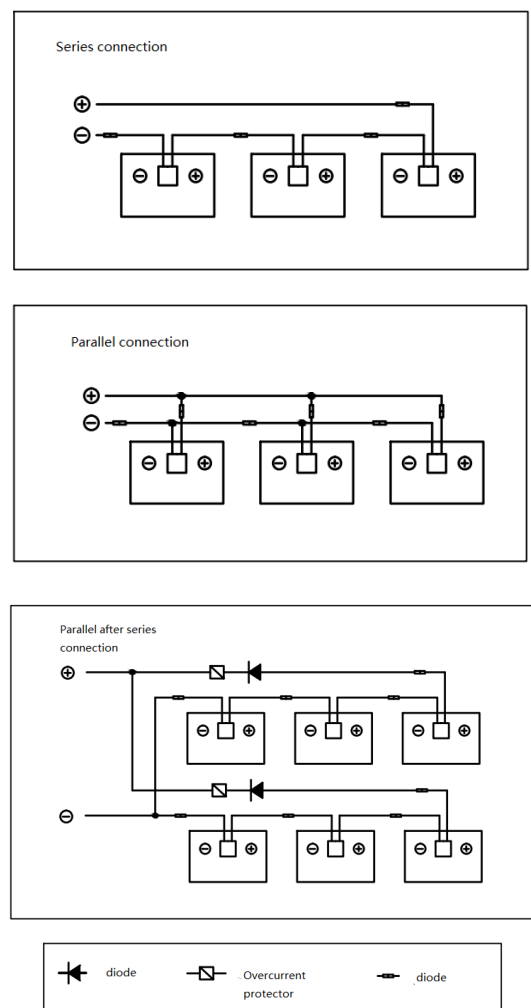 Series connection
Parallel connection
Parallel after series
connection
diode
Overcurrent
protector
diode